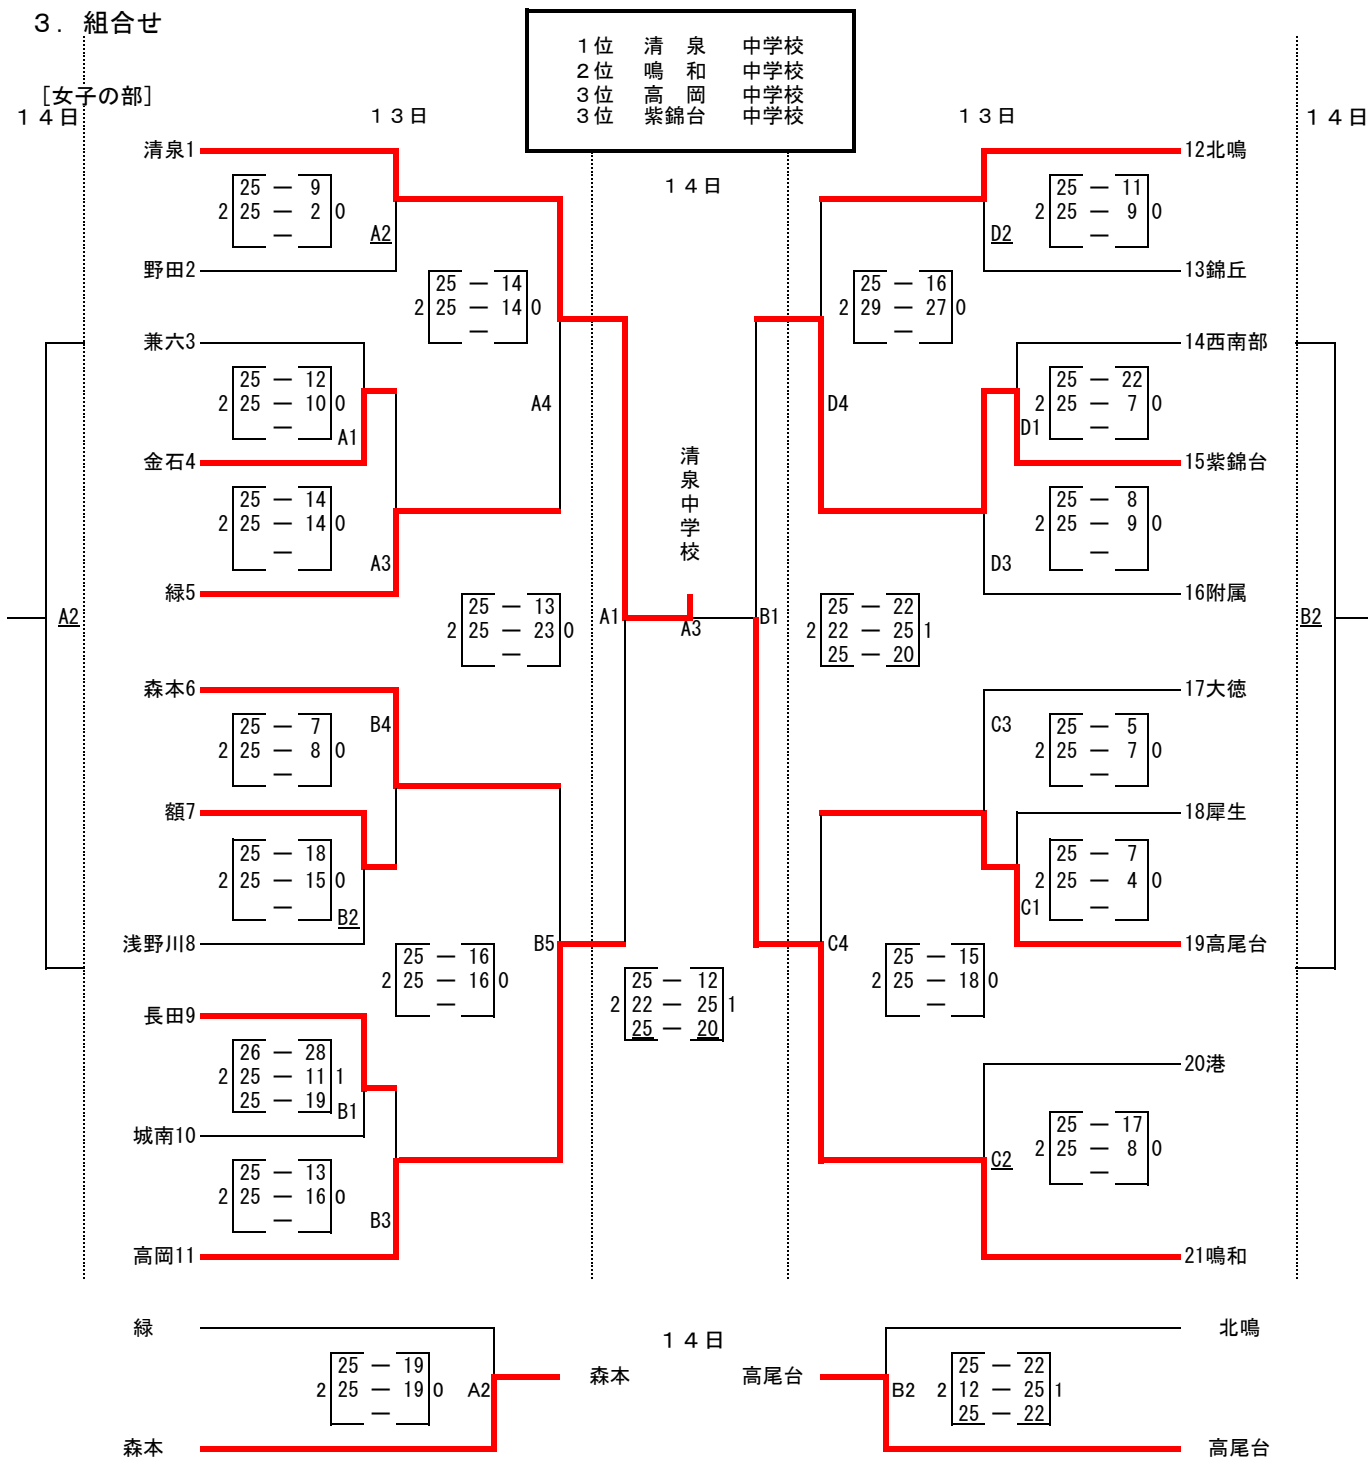 ３．組合せ
1位 清 泉 中学校
2位 鳴 和 中学校
3位 高 岡 中学校
3位 紫錦台 中学校
［女子の部］
１４日
１３日
１３日
１４日
１４日
清泉1
25 ― 9
2 25 ― 2 0
―
A2
野田2
25 ― 14
2 25 ― 14 0
―
兼六3
25 ― 12
2 25 ― 10 0
―
A1
A4
金石4
25 ― 14
2 25 ― 14 0
―
A3
緑5
A2
25 ― 13
2 25 ― 23 0
―
A1
森本6
25 ― 7
2 25 ― 8 0
―
B4
額7
25 ― 18
2 25 ― 15 0
―
B2
浅野川8
B5
25 ― 16
2 25 ― 16 0
―
長田9
26 ― 28
2 25 ― 11 1
25 ― 19
B1
城南10
25 ― 13
2 25 ― 16 0
―
B3
高岡11
清泉中学校
A3
25 ― 12
2 22 ― 25 1
25 ― 20
12北鳴
25 ― 11
2 25 ― 9 0
―
D2
13錦丘
25 ― 16
2 29 ― 27 0
―
14西南部
25 ― 22
2 25 ― 7 0
―
D1
D4
15紫錦台
25 ― 8
2 25 ― 9 0
―
D3
16附属
B1
25 ― 22
2 22 ― 25 1
25 ― 20
B2
17大徳
C3
25 ― 5
2 25 ― 7 0
―
18犀生
25 ― 7
2 25 ― 4 0
―
C1
19高尾台
C4
25 ― 15
2 25 ― 18 0
―
20港
25 ― 17
2 25 ― 8 0
―
C2
21鳴和
緑
25 ― 19
2 25 ― 19 0
―
A2
森本
森本
１４日
高尾台
北鳴
B2
25 ― 22
2 12 ― 25 1
25 ― 22
高尾台